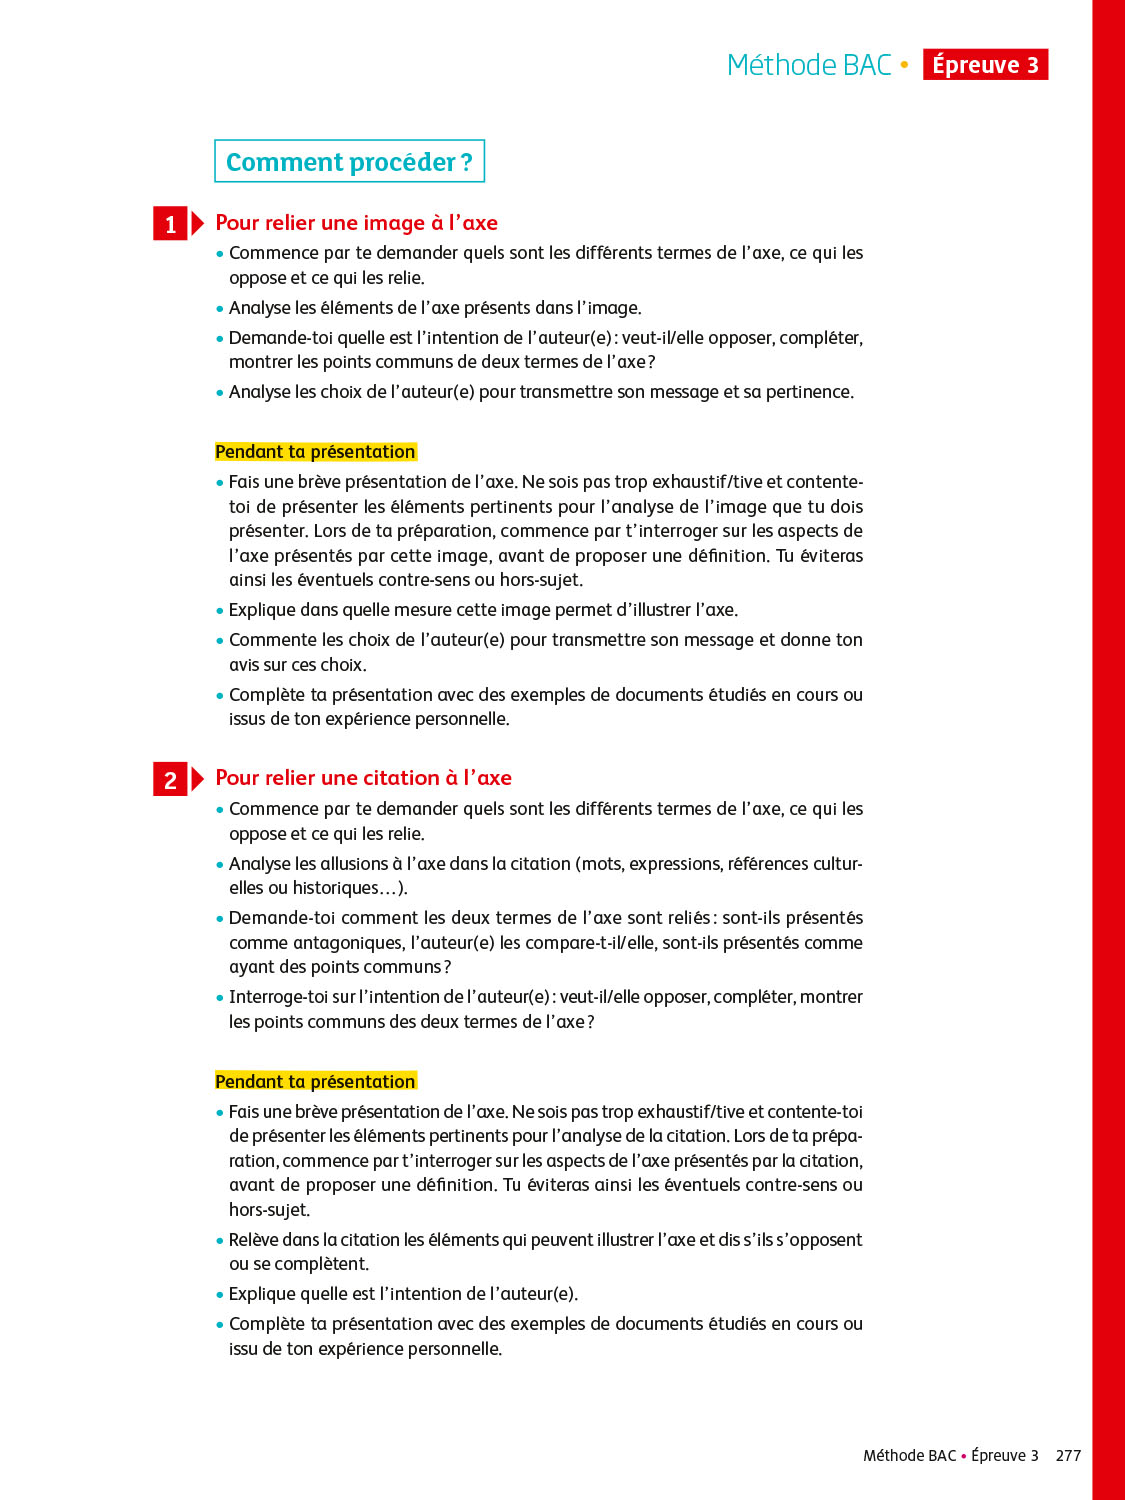 Méthode BAC • Épreuve 3
Comment procéder ?
1 Pour relier une image à l’axe
• Commence par te demander quels sont les différents termes de l’axe, ce qui les
oppose et ce qui les relie.
• Analyse les éléments de l’axe présents dans l’image.
• Demande-toi quelle est l’intention de l’auteur(e) : veut-il/elle opposer, compléter,
montrer les points communs de deux termes de l’axe ?
• Analyse les choix de l’auteur(e) pour transmettre son message et sa pertinence.
Pendant ta présentation
• Fais une brève présentation de l’axe. Ne sois pas trop exhaustif/tive et contente-
toi de présenter les éléments pertinents pour l’analyse de l’image que tu dois
présenter. Lors de ta préparation, commence par t’interroger sur les aspects de
l’axe présentés par cette image, avant de proposer une définition. Tu éviteras
ainsi les éventuels contre-sens ou hors-sujet.
• Explique dans quelle mesure cette image permet d’illustrer l’axe.
• Commente les choix de l’auteur(e) pour transmettre son message et donne ton
avis sur ces choix.
• Complète ta présentation avec des exemples de documents étudiés en cours ou
issus de ton expérience personnelle.
2 Pour relier une citation à l’axe
• Commence par te demander quels sont les différents termes de l’axe, ce qui les
oppose et ce qui les relie.
• Analyse les allusions à l’axe dans la citation (mots, expressions, références cultur-
elles ou historiques…).
• Demande-toi comment les deux termes de l’axe sont reliés : sont-ils présentés
comme antagoniques, l’auteur(e) les compare-t-il/elle, sont-ils présentés comme
ayant des points communs ?
• Interroge-toi sur l’intention de l’auteur(e) : veut-il/elle opposer, compléter, montrer
les points communs des deux termes de l’axe ?
Pendant ta présentation
• Fais une brève présentation de l’axe. Ne sois pas trop exhaustif/tive et contente-toi
de présenter les éléments pertinents pour l’analyse de la citation. Lors de ta prépa-
ration, commence par t’interroger sur les aspects de l’axe présentés par la citation,
avant de proposer une définition. Tu éviteras ainsi les éventuels contre-sens ou
hors-sujet.
• Relève dans la citation les éléments qui peuvent illustrer l’axe et dis s’ils s’opposent
ou se complètent.
• Explique quelle est l’intention de l’auteur(e).
• Complète ta présentation avec des exemples de documents étudiés en cours ou
issu de ton expérience personnelle.
Méthode BAC • Épreuve 3 277